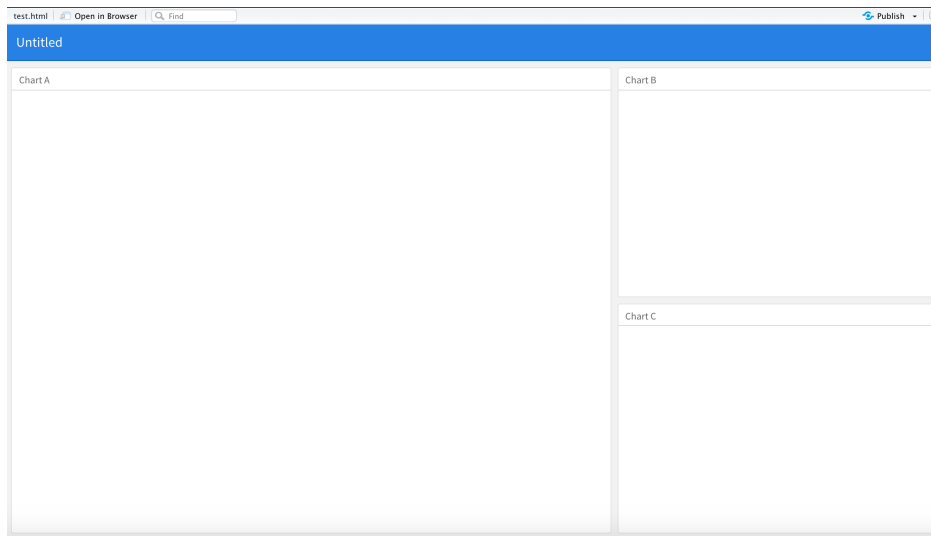 test.html Open in Browser Find Publish
Untitled
Chart A
Chart B
Chart C